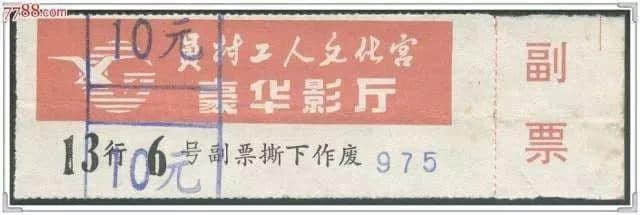 7788.com
10元
员村工人文化宫
豪华影厅
13行6号副票撕下作废 975
10元
副票